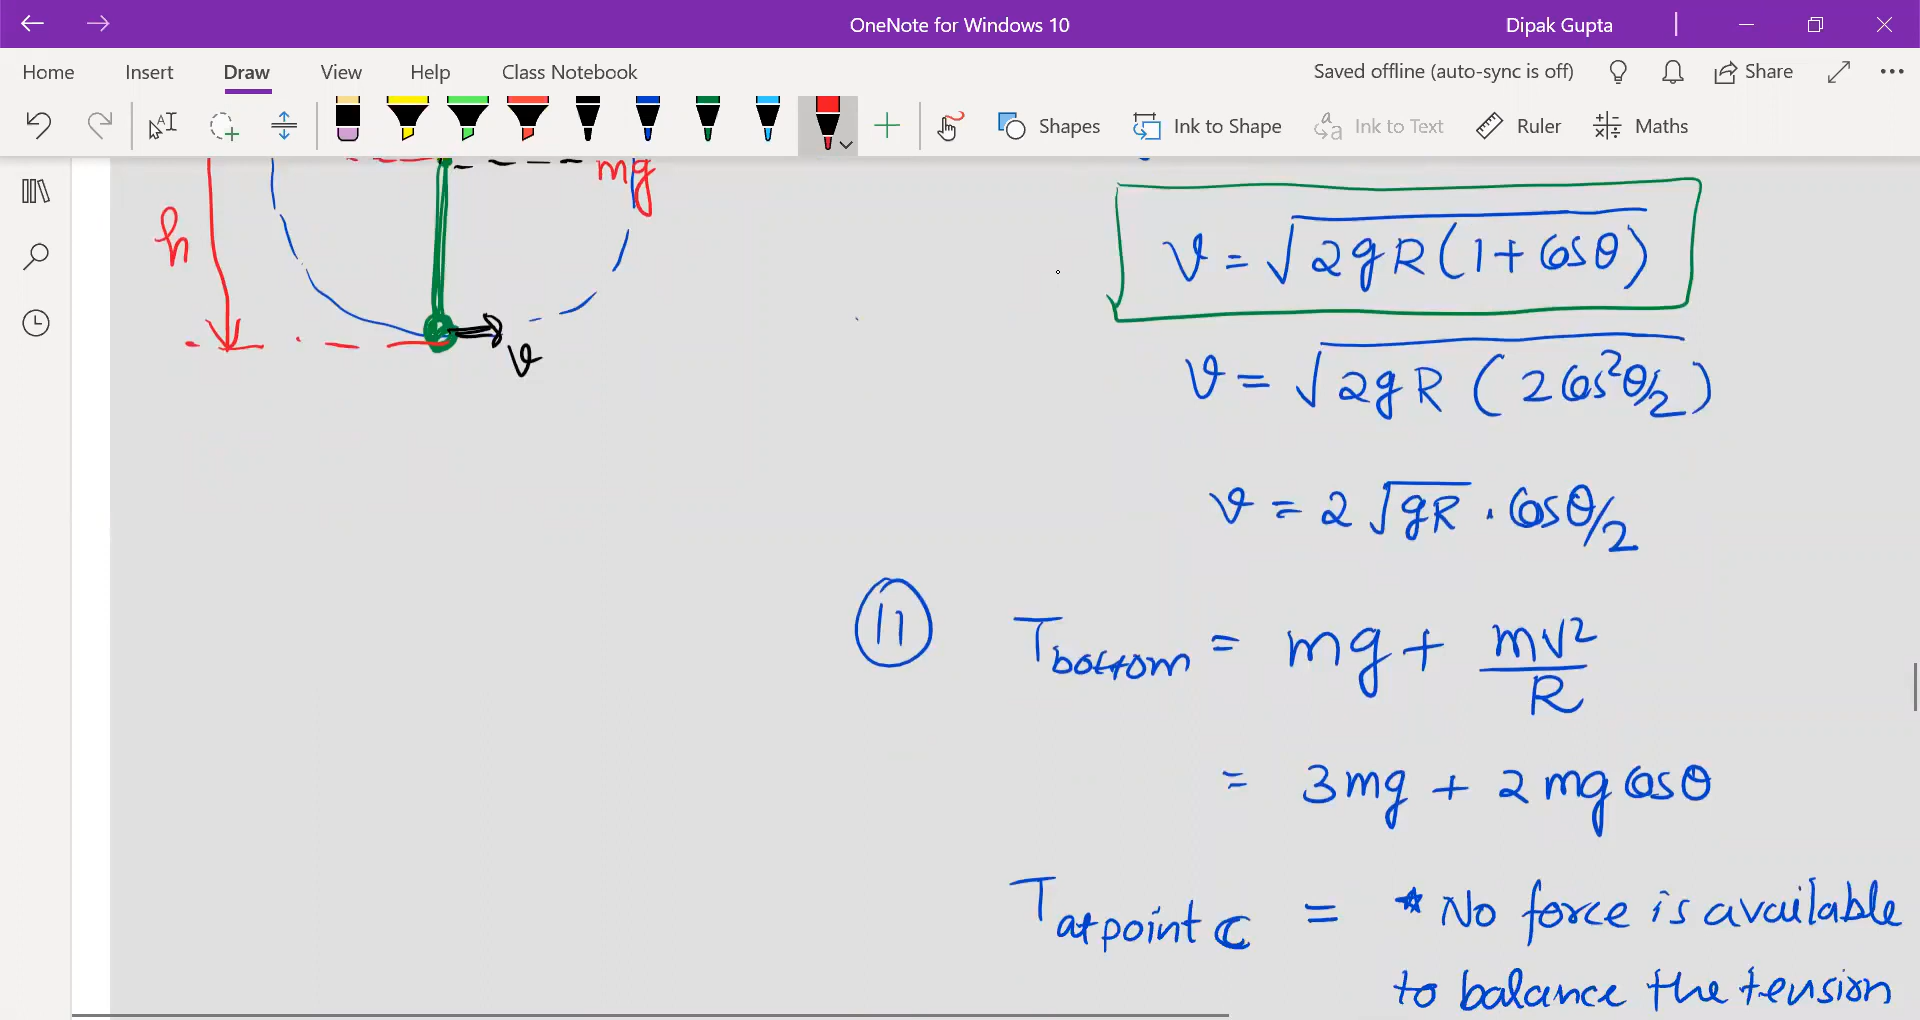 OneNote for Windows 10
Dipak Gupta
Home Insert Draw View Help Class Notebook
Saved offline (auto-sync is off) Share
Shapes Ink to Shape Ink to Text Ruler Maths
mg
h
v
v = √2gR(1+cosθ)
v = √2gR (2cos²θ/2)
v = 2√gR . cosθ/2
11 T bottom = mg + mv²/R
= 3mg + 2mg cosθ
T at point C = * No force is available
to balance the tension